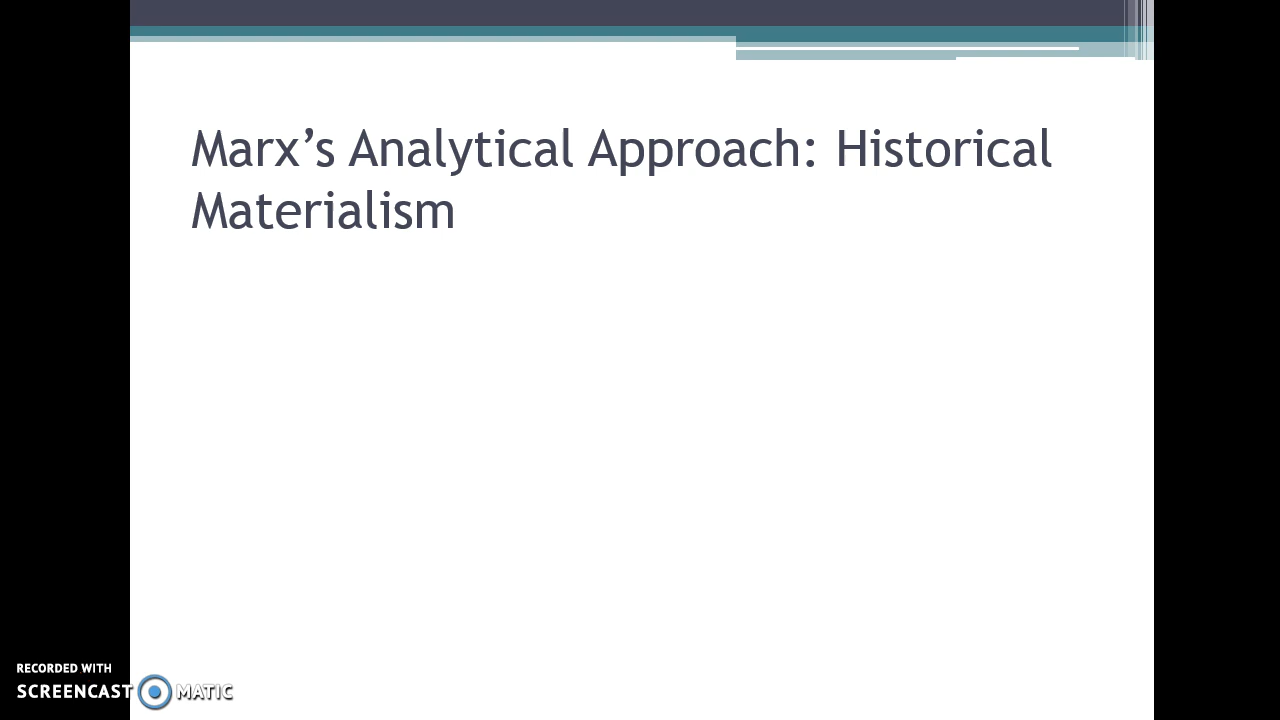 Marx’s Analytical Approach: Historical
Materialism
RECORDED WITH
SCREENCAST MATIC